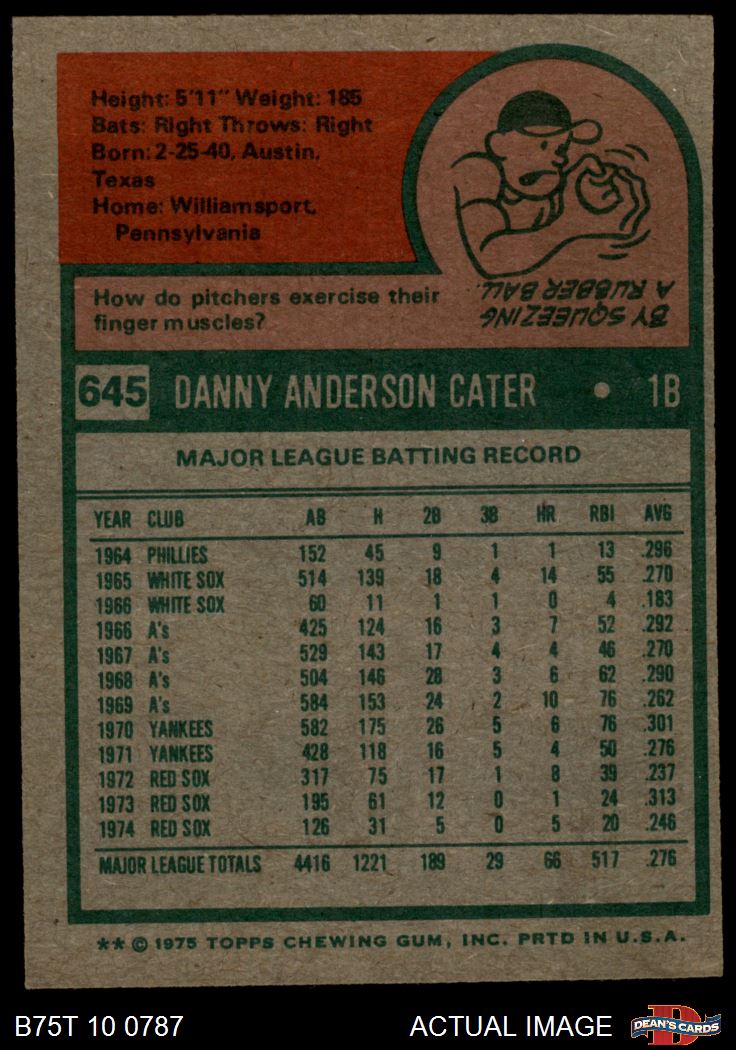 Height: 5'11" Weight: 185
Bats: Right Throws: Right
Born: 2-25-40, Austin,
Texas
Home: Williamsport,
Pennsylvania
How do pitchers exercise their
finger muscles?
BY SQUEEZING
A RUBBER BALL.
645 DANNY ANDERSON CATER • 1B
MAJOR LEAGUE BATTING RECORD
YEAR CLUB AB H 2B 3B HR RBI AVG
1964 PHILLIES 152 45 9 1 1 13 .296
1965 WHITE SOX 514 139 18 4 14 55 .270
1966 WHITE SOX 60 11 1 1 0 4 .183
1966 A's 425 124 16 3 7 52 .292
1967 A's 529 143 17 4 4 46 .270
1968 A's 504 146 28 3 6 62 .290
1969 A's 584 153 24 2 10 76 .262
1970 YANKEES 582 175 26 5 6 76 .301
1971 YANKEES 428 118 16 5 4 50 .276
1972 RED SOX 317 75 17 1 8 39 .237
1973 RED SOX 195 61 12 0 1 24 .313
1974 RED SOX 126 31 5 0 5 20 .246
MAJOR LEAGUE TOTALS 4416 1221 189 29 66 517 .276
** © 1975 TOPPS CHEWING GUM, INC. PRTD IN U.S.A.
B75T 10 0787 ACTUAL IMAGE D DEAN'S CARDS